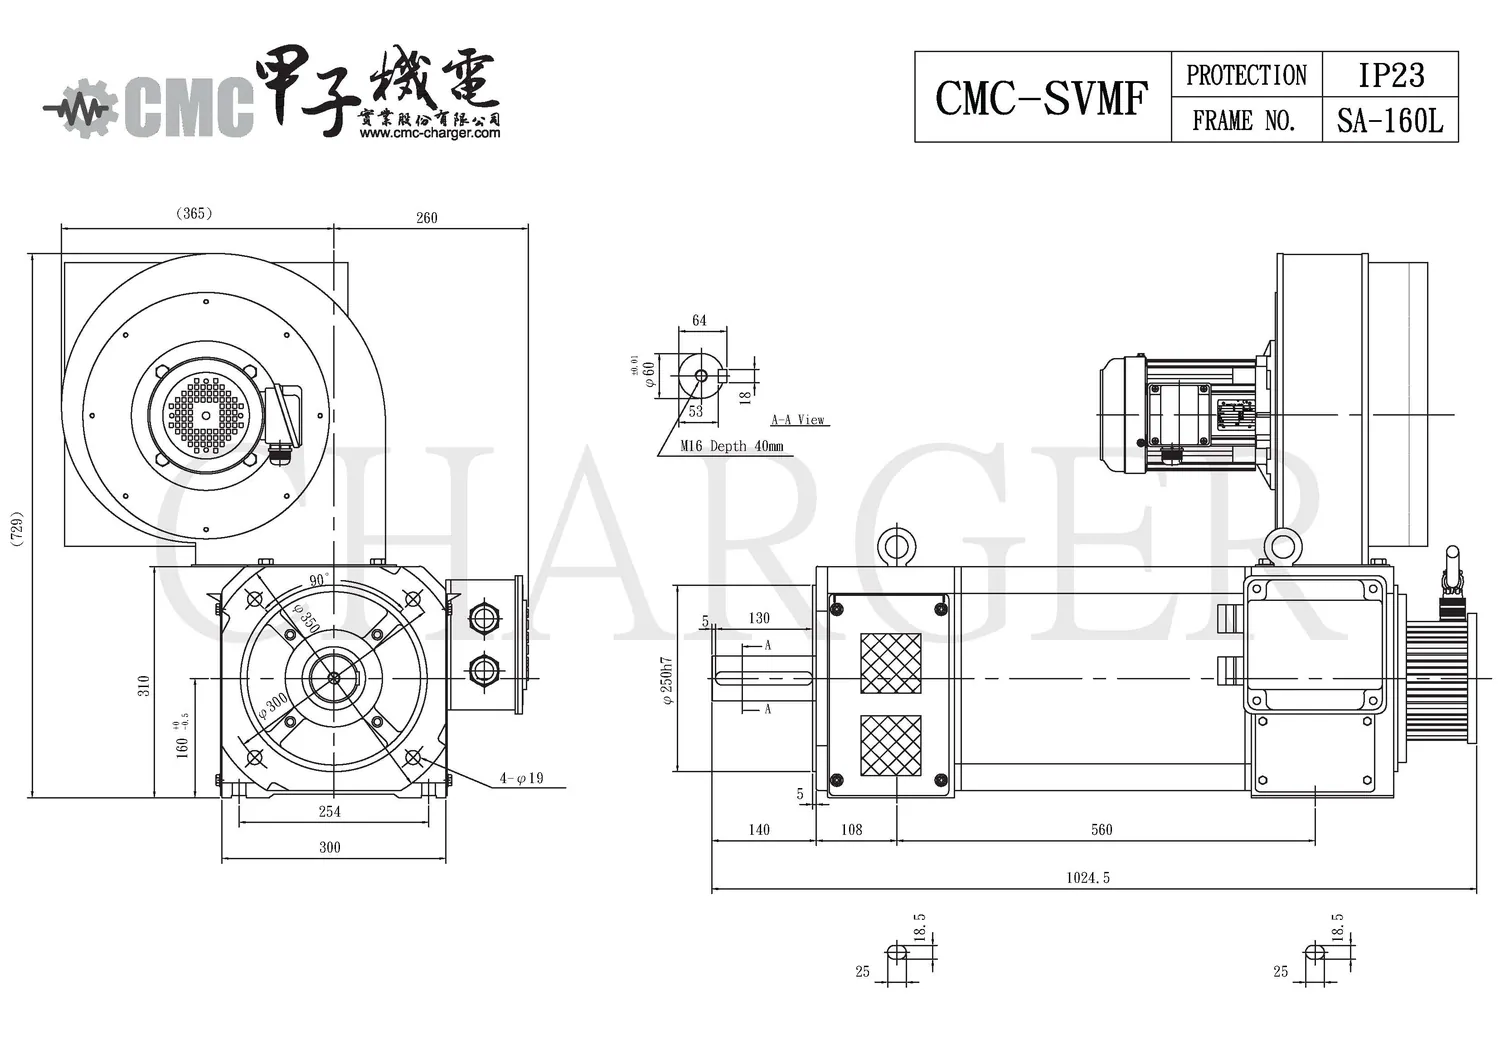 CMC 甲子機電
實業股份有限公司
www.cmc-charger.com
CMC-SVMF
PROTECTION
IP23
FRAME NO.
SA-160L
(365)
260
(729)
64
±0.01
φ60
53
18
A-A View
M16 Depth 40mm
CHARGER
90°
φ350
φ300
310
160 +0 -0.5
4-φ19
254
300
5
130
A
A
φ250h7
5
140
108
560
1024.5
18.5
25
18.5
25